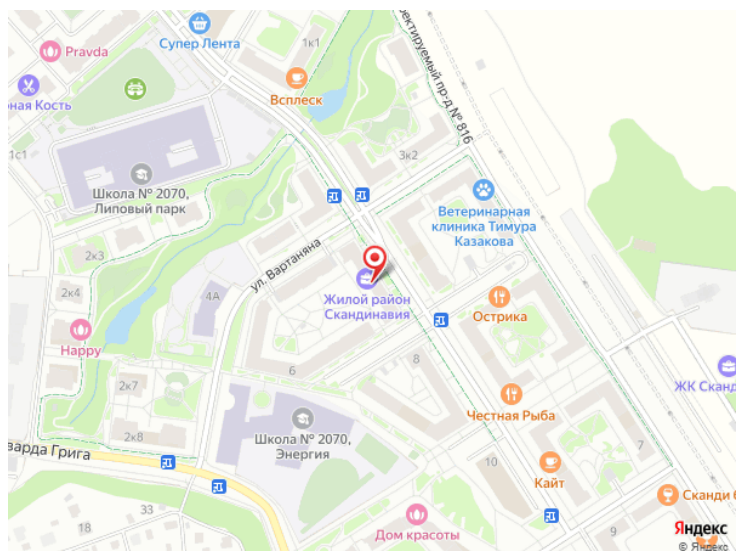 Pravda
Супер Лента
1к1
рная Кость
Всплеск
ектируемый пр-д № 816
1с1
Школа № 2070,
Липовый парк
3к2
Ветеринарная
клиника Тимура
Казакова
2к3
2к4
ул. Вартаняна
4А
Жилой район
Скандинавия
Острика
Happy
6
8
ЖК Сканд
2к7
Честная Рыба
2к8
Школа № 2070,
Энергия
варда Грига
7
10
Кайт
Сканди б
33
18
Дом красоты
9
Яндекс
© Яндекс